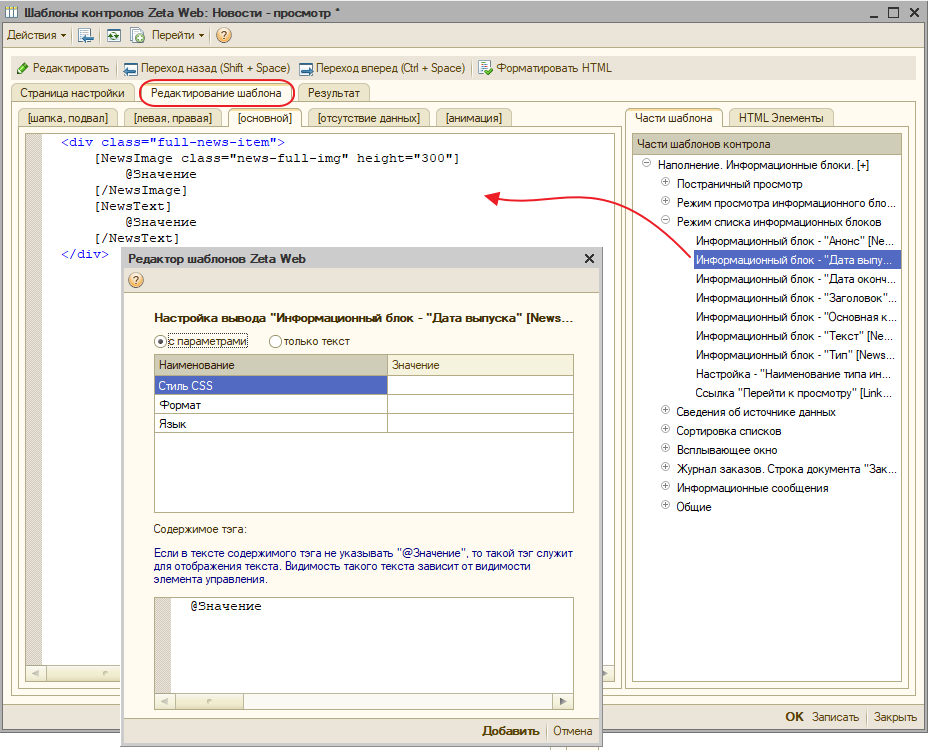 Шаблоны контролов Zeta Web: Новости - просмотр *
Действия
Перейти
Редактировать
Переход назад (Shift + Space)
Переход вперед (Ctrl + Space)
Форматировать HTML
Страница настройки
Редактирование шаблона
Результат
[шапка, подвал]
[левая, правая]
[основной]
[отсутствие данных]
[анимация]
<div class="full-news-item">
[NewsImage class="news-full-img" height="300"]
@Значение
[/NewsImage]
[NewsText]
@Значение
[/NewsText]
</div>
Части шаблона
HTML Элементы
Части шаблонов контрола
Наполнение. Информационные блоки. [+]
Постраничный просмотр
Режим просмотра информационного бло...
Режим списка информационных блоков
Информационный блок - "Анонс" [Ne...
Информационный блок - "Дата выпу...
Информационный блок - "Дата оконч...
Информационный блок - "Заголовок"...
Информационный блок - "Основная к...
Информационный блок - "Текст" [Ne...
Информационный блок - "Тип" [News...
Настройка - "Наименование типа ин...
Ссылка "Перейти к просмотру" [Link...
Сведения об источнике данных
Сортировка списков
Всплывающее окно
Журнал заказов. Строка документа "Зак...
Информационные сообщения
Общие
Редактор шаблонов Zeta Web
Настройка вывода "Информационный блок - "Дата выпуска" [News...
с параметрами
только текст
Наименование
Значение
Стиль CSS
Формат
Язык
Содержимое тэга:
Если в тексте содержимого тэга не указывать "@Значение", то такой тэг служит
для отображения текста. Видимость такого текста зависит от видимости
элемента управления.
@Значение
Добавить
Отмена
OK
Записать
Закрыть